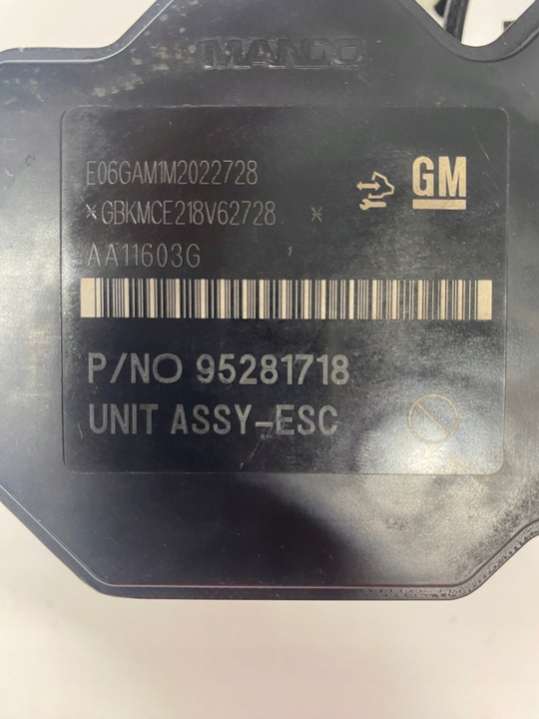 MANDO
E06GAM1M2022728
*GBKMCE218V62728 *
AA11603G
GM
P/NO 95281718
UNIT ASSY-ESC